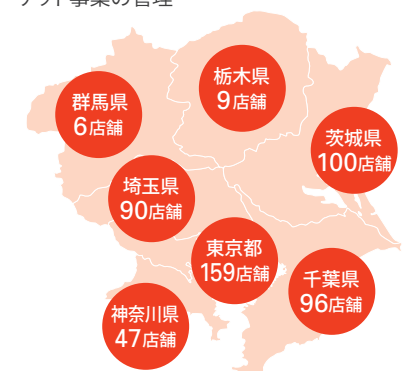 栃木県
9店舗
群馬県
6店舗
茨城県
100店舗
埼玉県
90店舗
東京都
159店舗
千葉県
96店舗
神奈川県
47店舗